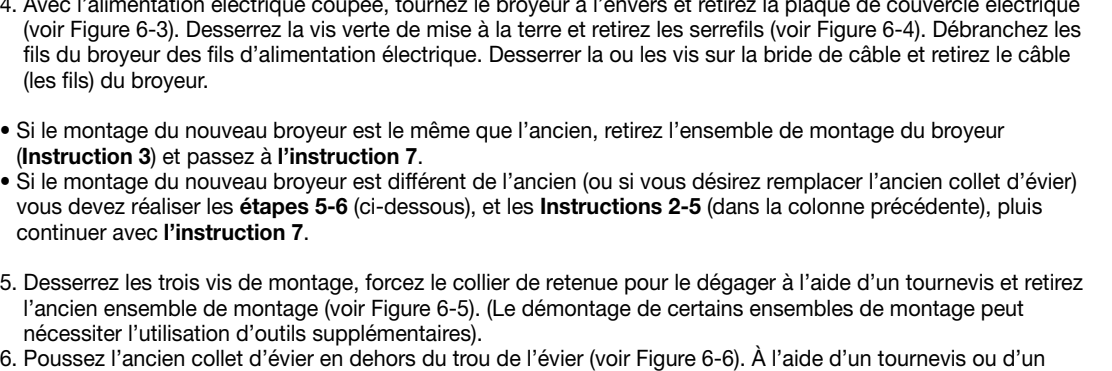 4. Avec l'alimentation électrique coupée, tournez le broyeur à l'envers et retirez la plaque de couvercle électrique
(voir Figure 6-3). Desserrez la vis verte de mise à la terre et retirez les serrefils (voir Figure 6-4). Débranchez les
fils du broyeur des fils d'alimentation électrique. Desserrer la ou les vis sur la bride de câble et retirez le câble
(les fils) du broyeur.
• Si le montage du nouveau broyeur est le même que l'ancien, retirez l'ensemble de montage du broyeur
(Instruction 3) et passez à l'instruction 7.
• Si le montage du nouveau broyeur est différent de l'ancien (ou si vous désirez remplacer l'ancien collet d'évier)
vous devez réaliser les étapes 5-6 (ci-dessous), et les Instructions 2-5 (dans la colonne précédente), pluis
continuer avec l'instruction 7.
5. Desserrez les trois vis de montage, forcez le collier de retenue pour le dégager à l'aide d'un tournevis et retirez
l'ancien ensemble de montage (voir Figure 6-5). (Le démontage de certains ensembles de montage peut
nécessiter l'utilisation d'outils supplémentaires).
6. Poussez l'ancien collet d'évier en dehors du trou de l'évier (voir Figure 6-6). À l'aide d'un tournevis ou d'un